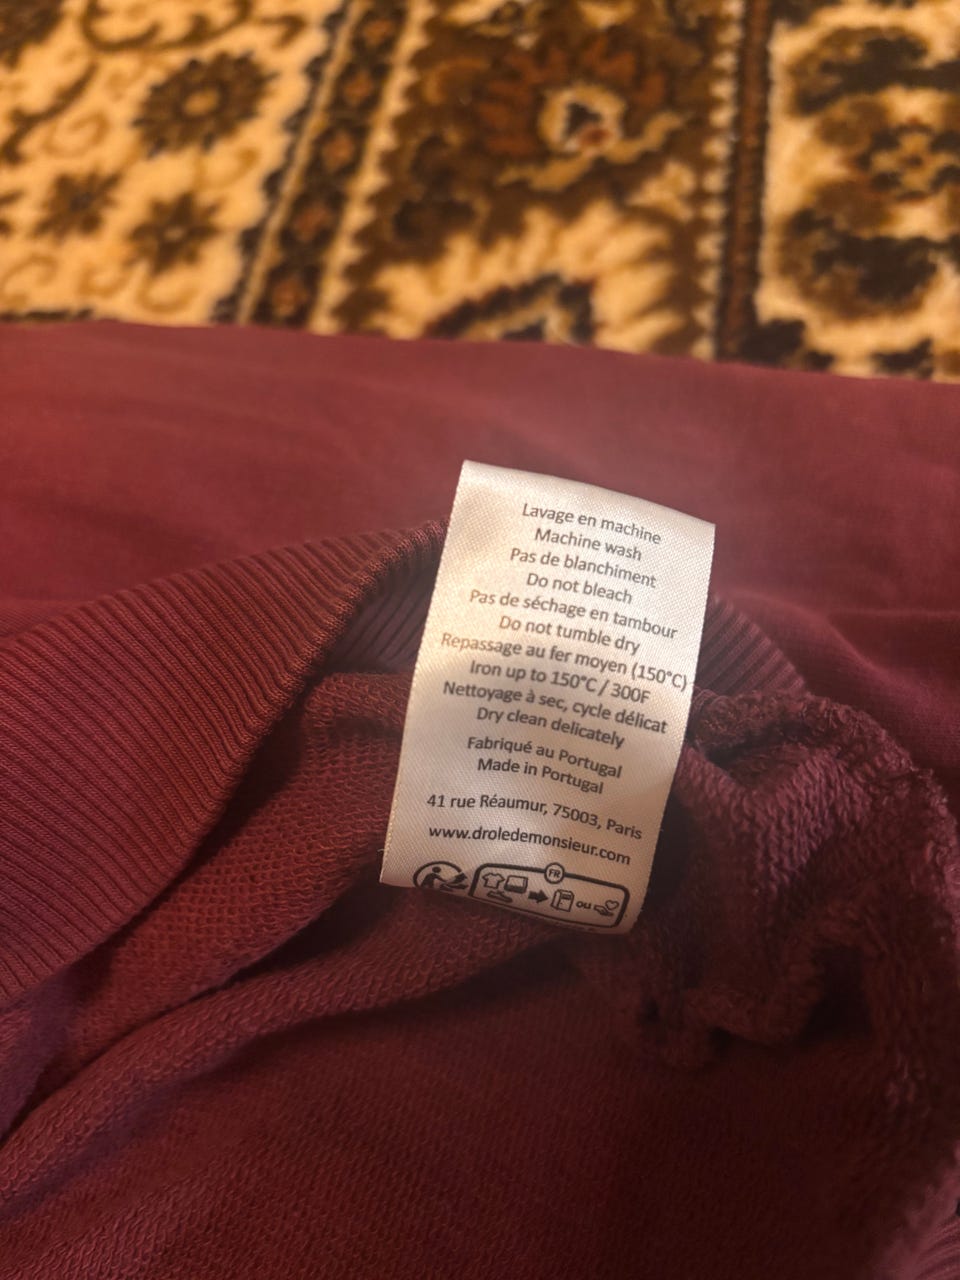 Lavage en machine
Machine wash
Pas de blanchiment
Do not bleach
Pas de séchage en tambour
Do not tumble dry
Repassage au fer moyen (150°C)
Iron up to 150°C / 300F
Nettoyage à sec, cycle délicat
Dry clean delicately
Fabriqué au Portugal
Made in Portugal
41 rue Réaumur, 75003, Paris
www.droledemonsieur.com
FR
ou